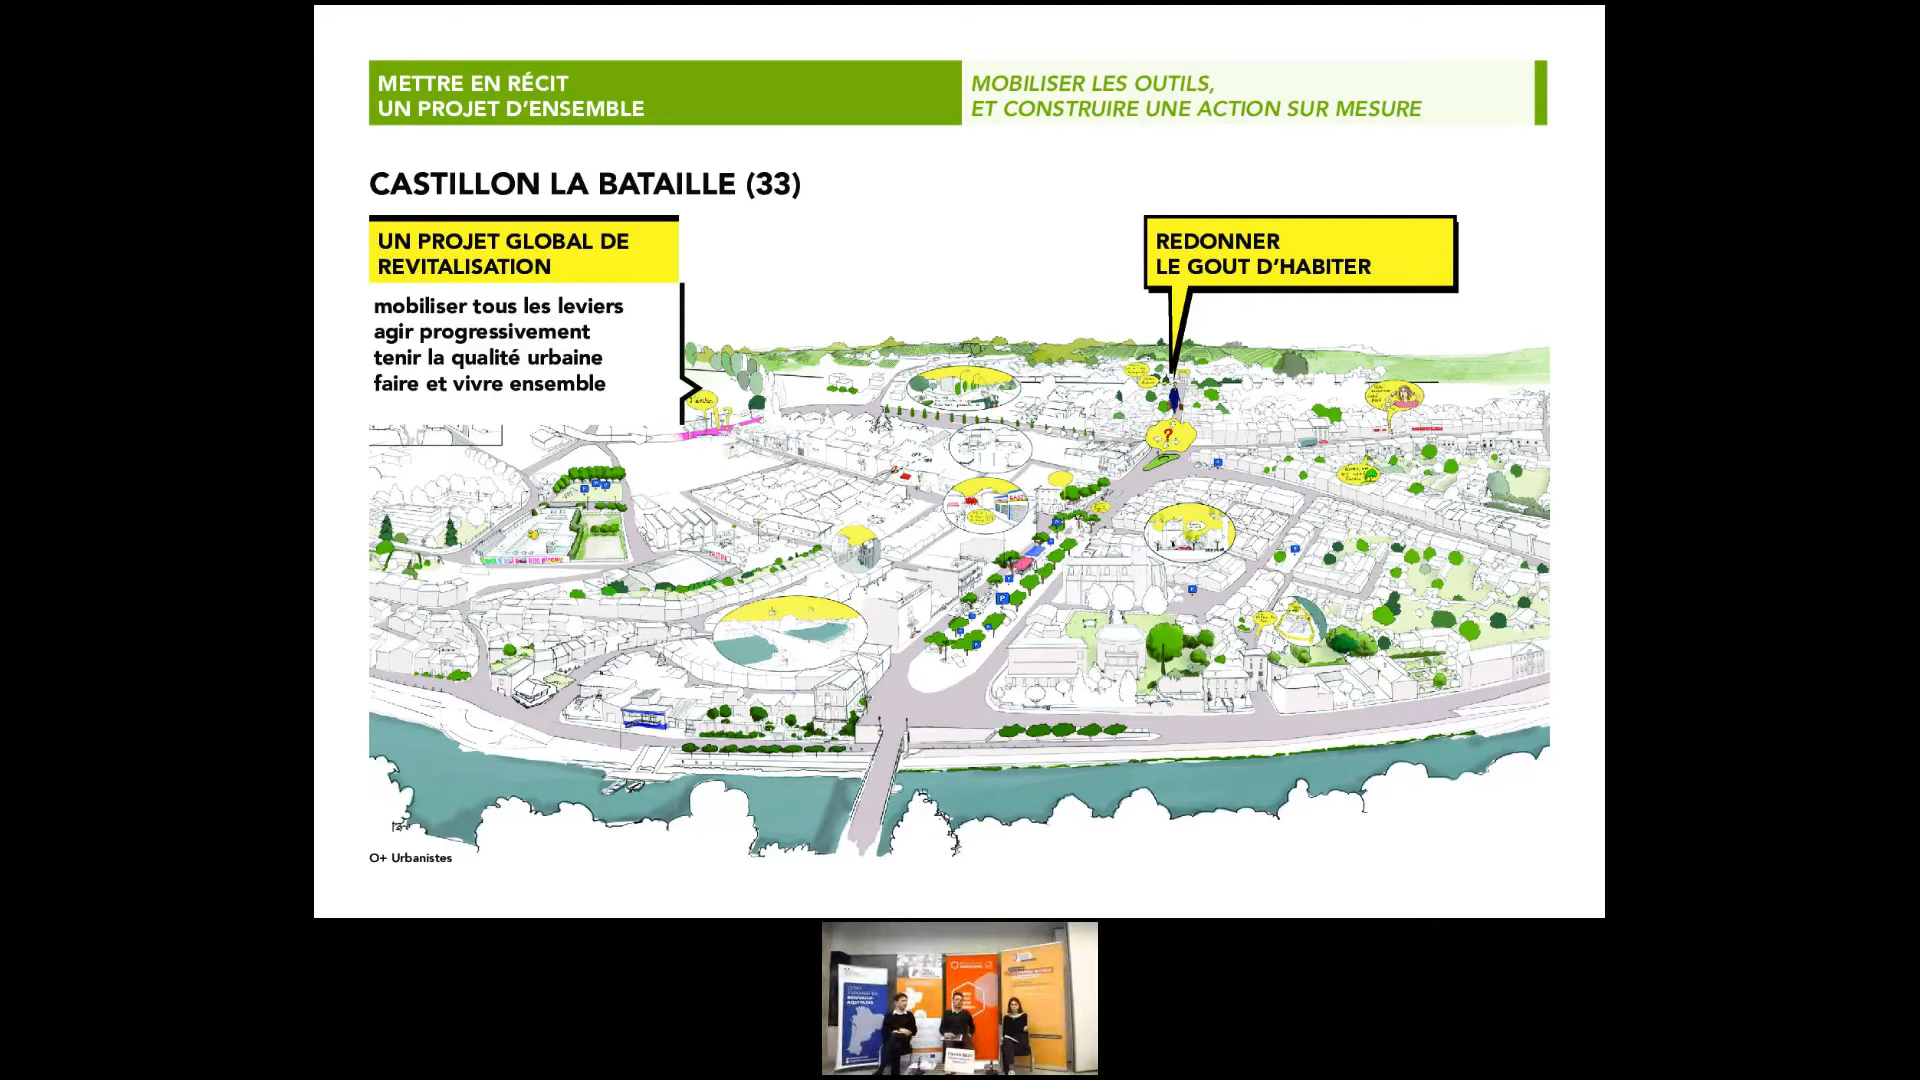 METTRE EN RÉCIT
UN PROJET D'ENSEMBLE
MOBILISER LES OUTILS,
ET CONSTRUIRE UNE ACTION SUR MESURE
CASTILLON LA BATAILLE (33)
UN PROJET GLOBAL DE
REVITALISATION
mobiliser tous les leviers
agir progressivement
tenir la qualité urbaine
faire et vivre ensemble
REDONNER
LE GOUT D'HABITER
?
P
O+ Urbanistes